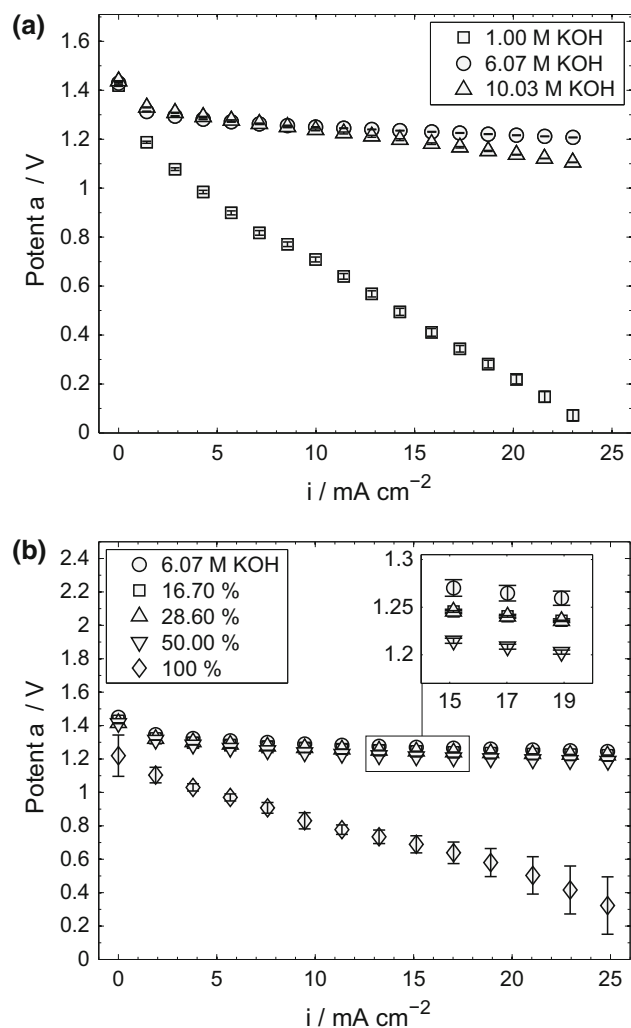 (a)
1.6
1.4
1.2
1
0.8
0.6
0.4
0.2
0
Potent a / V
1.00 M KOH
6.07 M KOH
10.03 M KOH
0 5 10 15 20 25
i / mA cm−2
(b)
2.4
2.2
2
1.8
1.6
1.4
1.2
1
0.8
0.6
0.4
0.2
0
Potent a / V
6.07 M KOH
16.70 %
28.60 %
50.00 %
100 %
1.3
1.25
1.2
15 17 19
0 5 10 15 20 25
i / mA cm−2